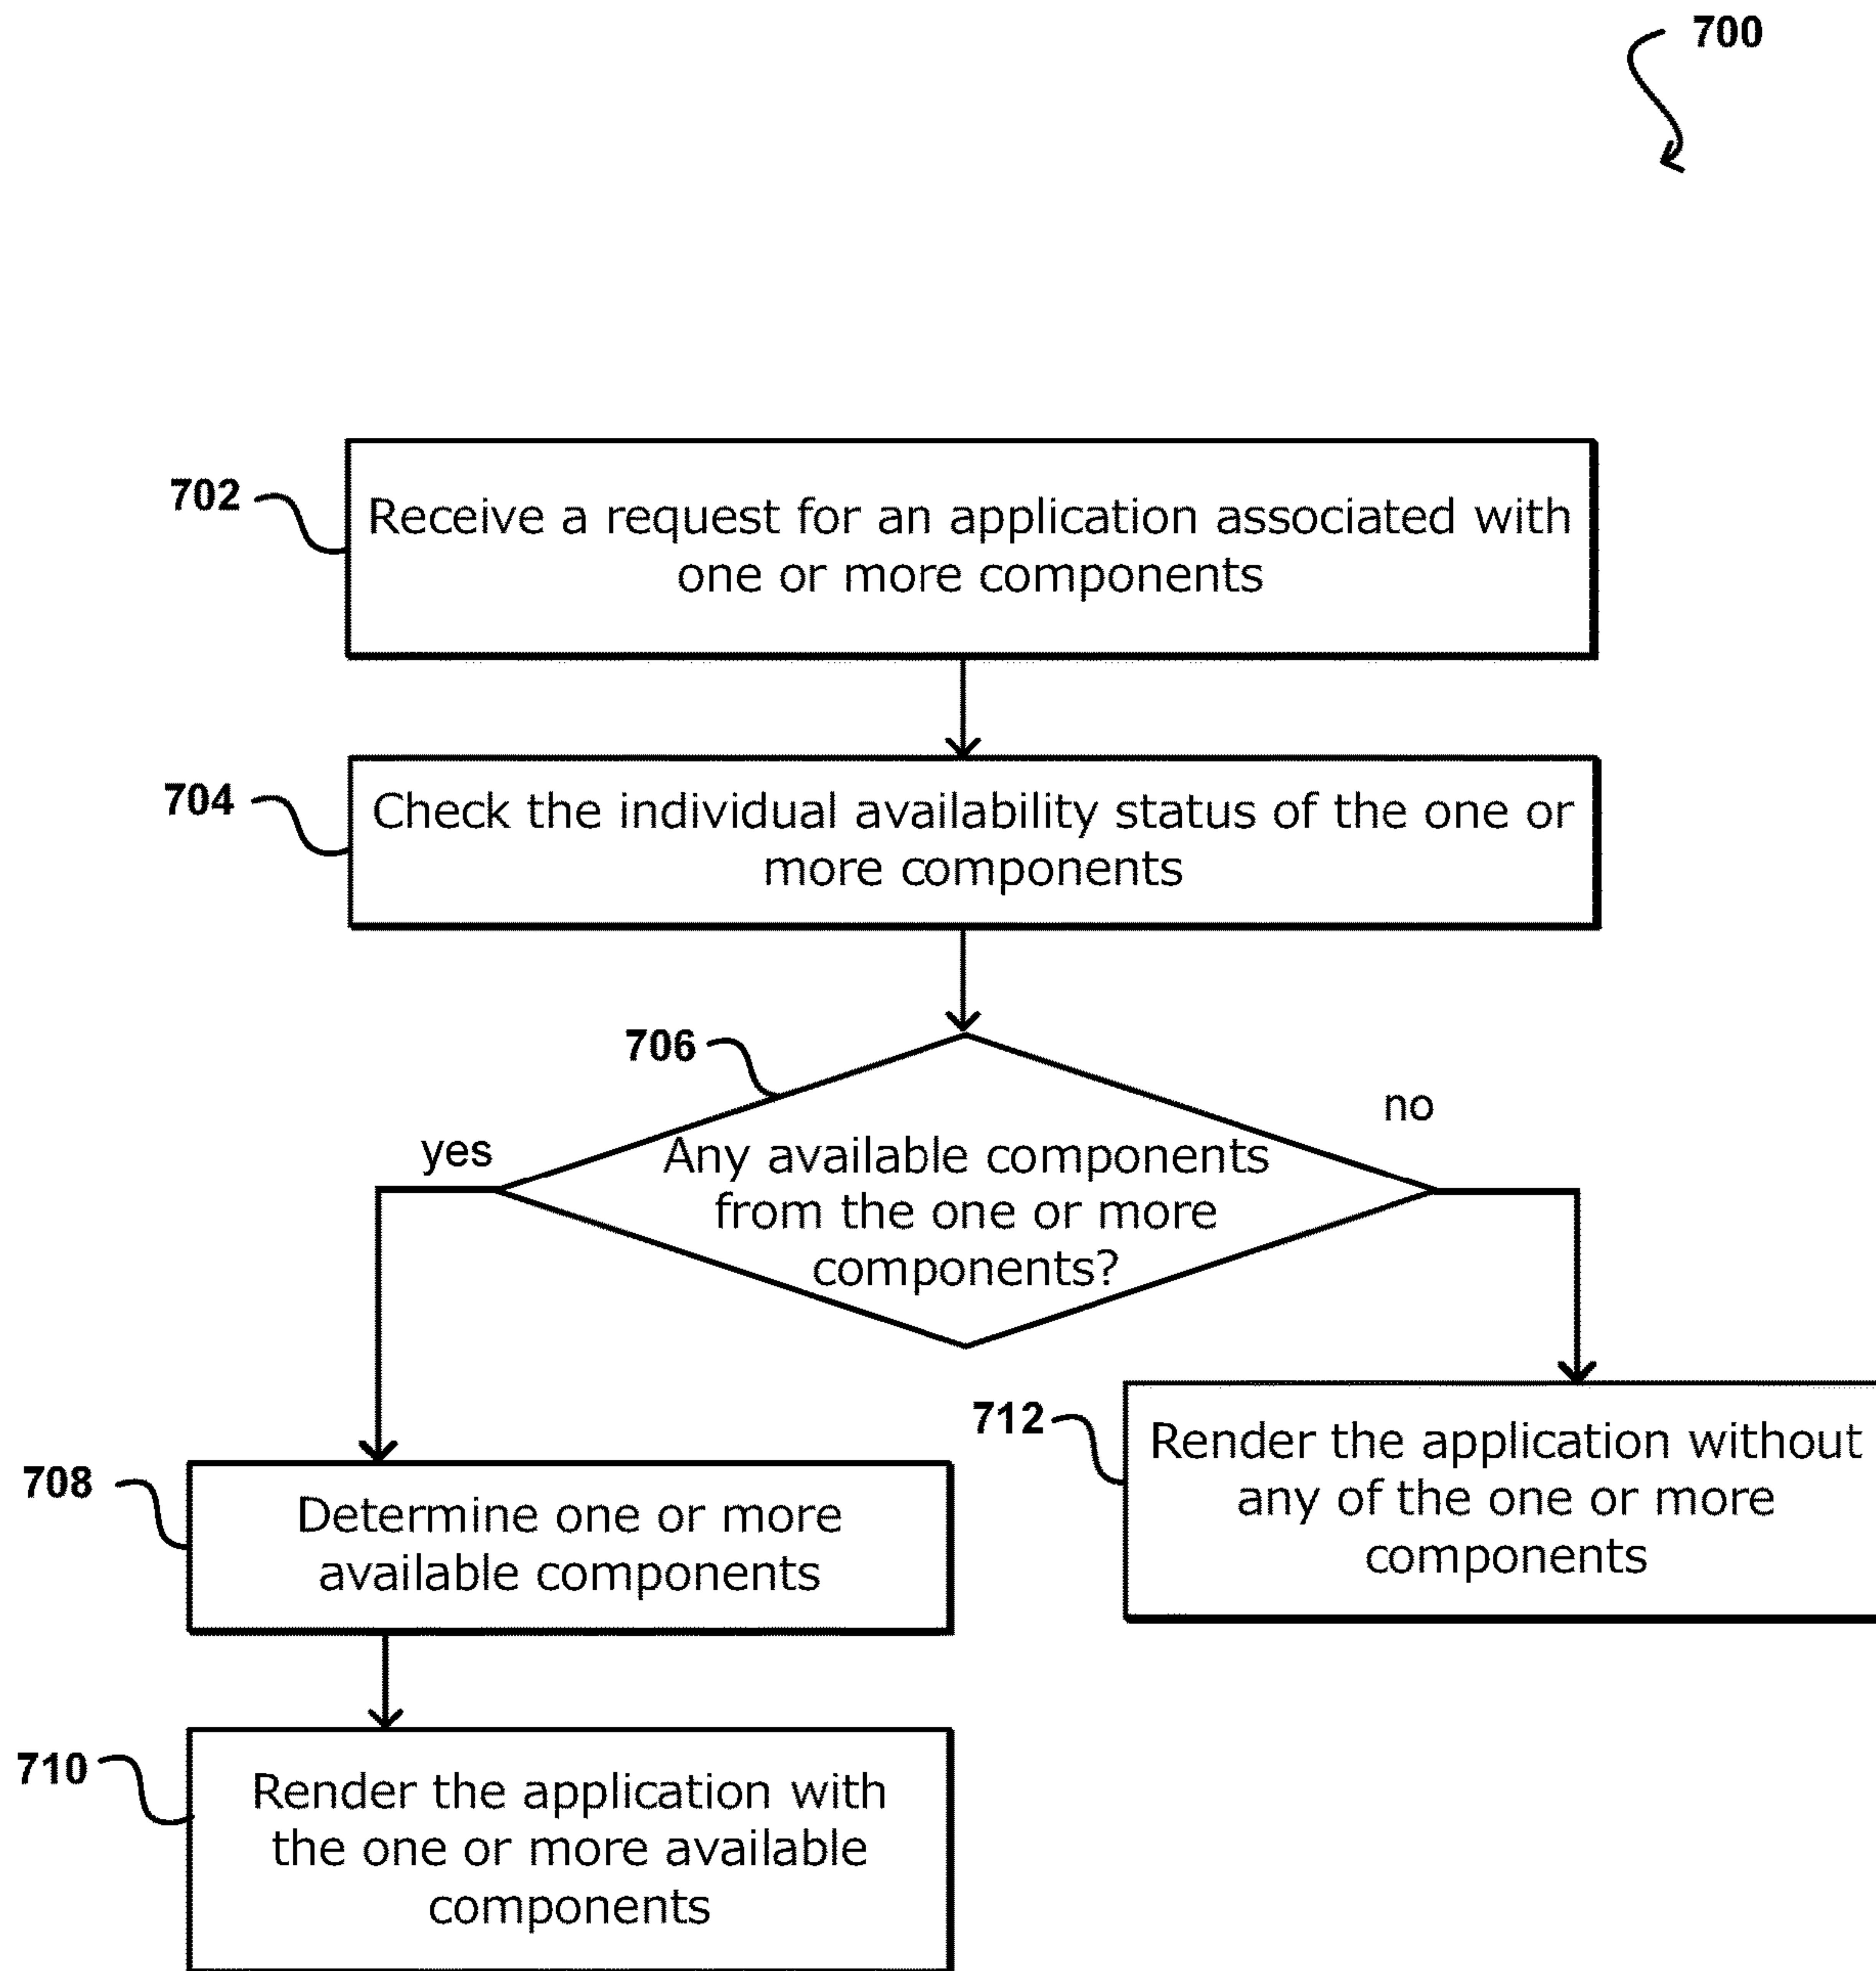 700
702
Receive a request for an application associated with
one or more components
704
Check the individual availability status of the one or
more components
706
yes
no
Any available components
from the one or more
components?
712
Render the application without
any of the one or more
components
708
Determine one or more
available components
710
Render the application with
the one or more available
components